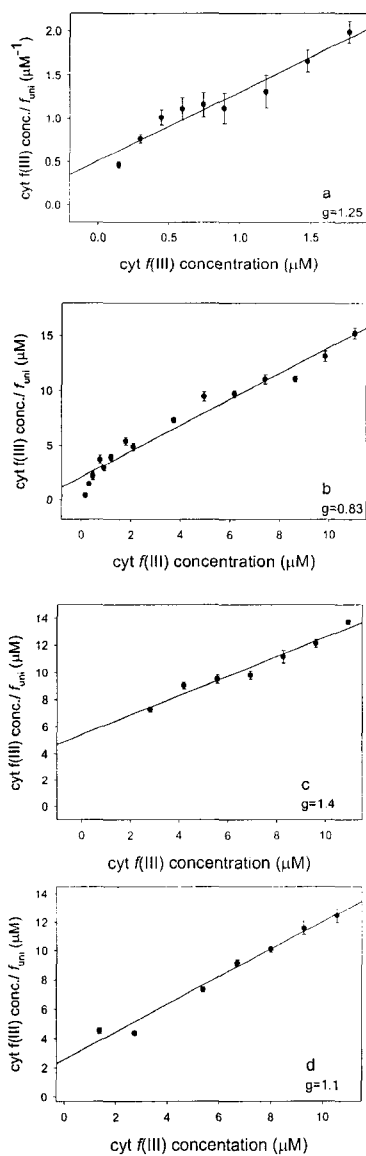 cyt f(III) conc./ f_uni (μM⁻¹)
2.0
1.5
1.0
0.5
0.0
a
g=1.25
0.0 0.5 1.0 1.5
cyt f(III) concentration (μM)
cyt f(III) conc./ f_uni (μM)
15
10
5
0
b
g=0.83
0 2 4 6 8 10
cyt f(III) concentration (μM)
cyt f(III) conc./ f_uni (μM)
14
12
10
8
6
4
2
0
c
g=1.4
0 2 4 6 8 10
cyt f(III) concentration (μM)
cyt f(III) conc./ f_uni (μM)
14
12
10
8
6
4
2
0
d
g=1.1
0 2 4 6 8 10
cyt f(III) concentation (μM)